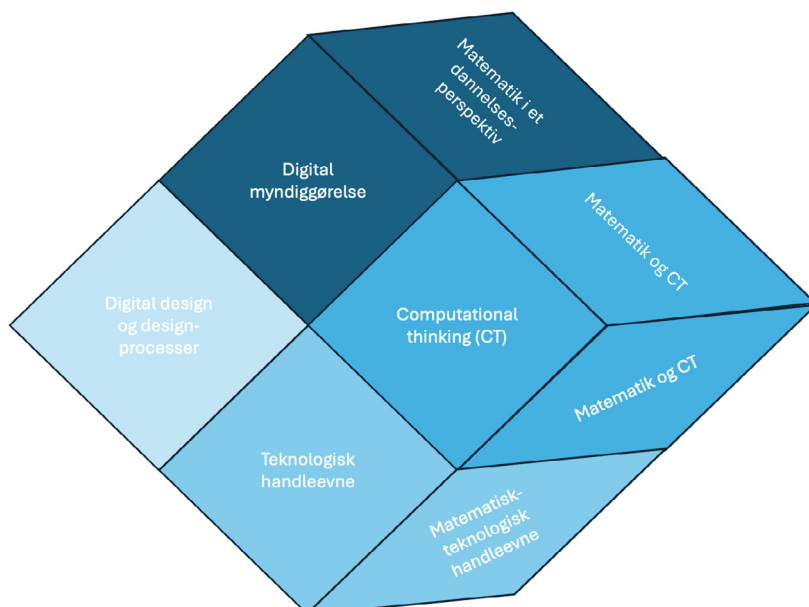 Matematik i et
dannelses-
perspektiv
Digital
myndiggørelse
Matematik og CT
Digital design
og design-
processer
Computational
thinking (CT)
Matematik og CT
Teknologisk
handleevne
Matematisk-
teknologisk
handleevne